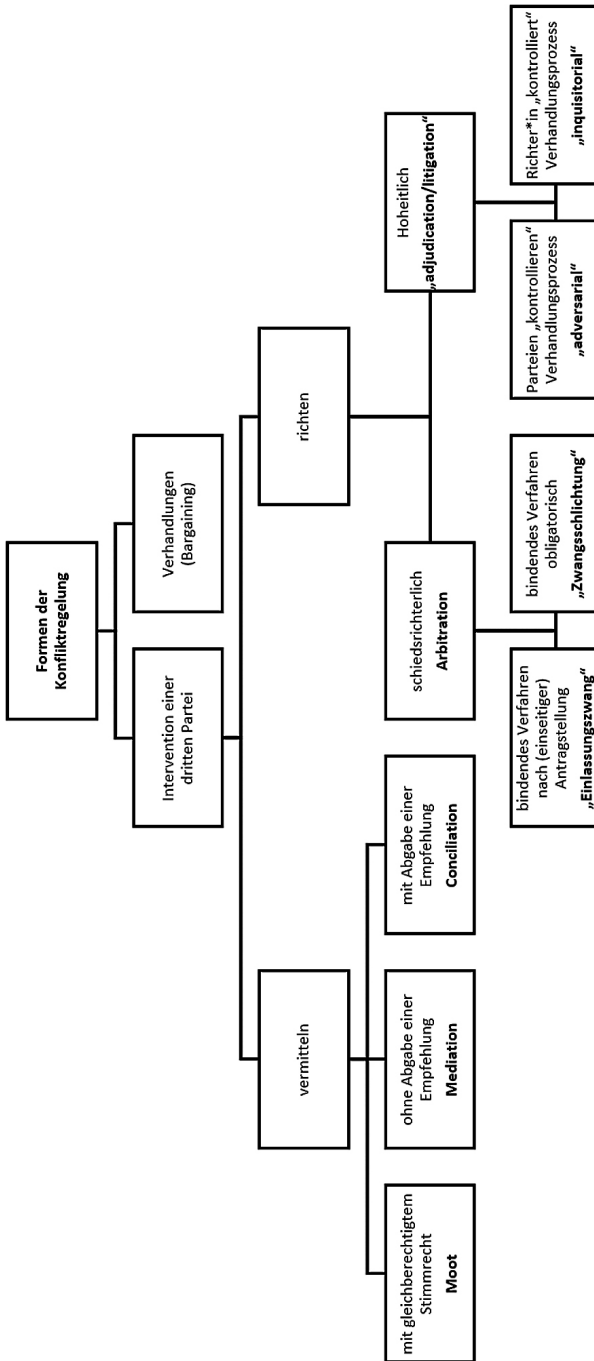 Formen der
Konfliktregelung
Intervention einer
dritten Partei
Verhandlungen
(Bargaining)
vermitteln
richten
mit gleichberechtigtem
Stimmrecht
Moot
ohne Abgabe einer
Empfehlung
Mediation
mit Abgabe einer
Empfehlung
Conciliation
schiedsrichterlich
Arbitration
Hoheitlich
„adjudication/litigation“
bindendes Verfahren
nach (einseitiger)
Antragstellung
„Einlassungszwang“
bindendes Verfahren
obligatorisch
„Zwangsschlichtung“
Parteien „kontrollieren“
Verhandlungsprozess
„adversarial“
Richter*in „kontrolliert“
Verhandlungsprozess
„inquisitorial“